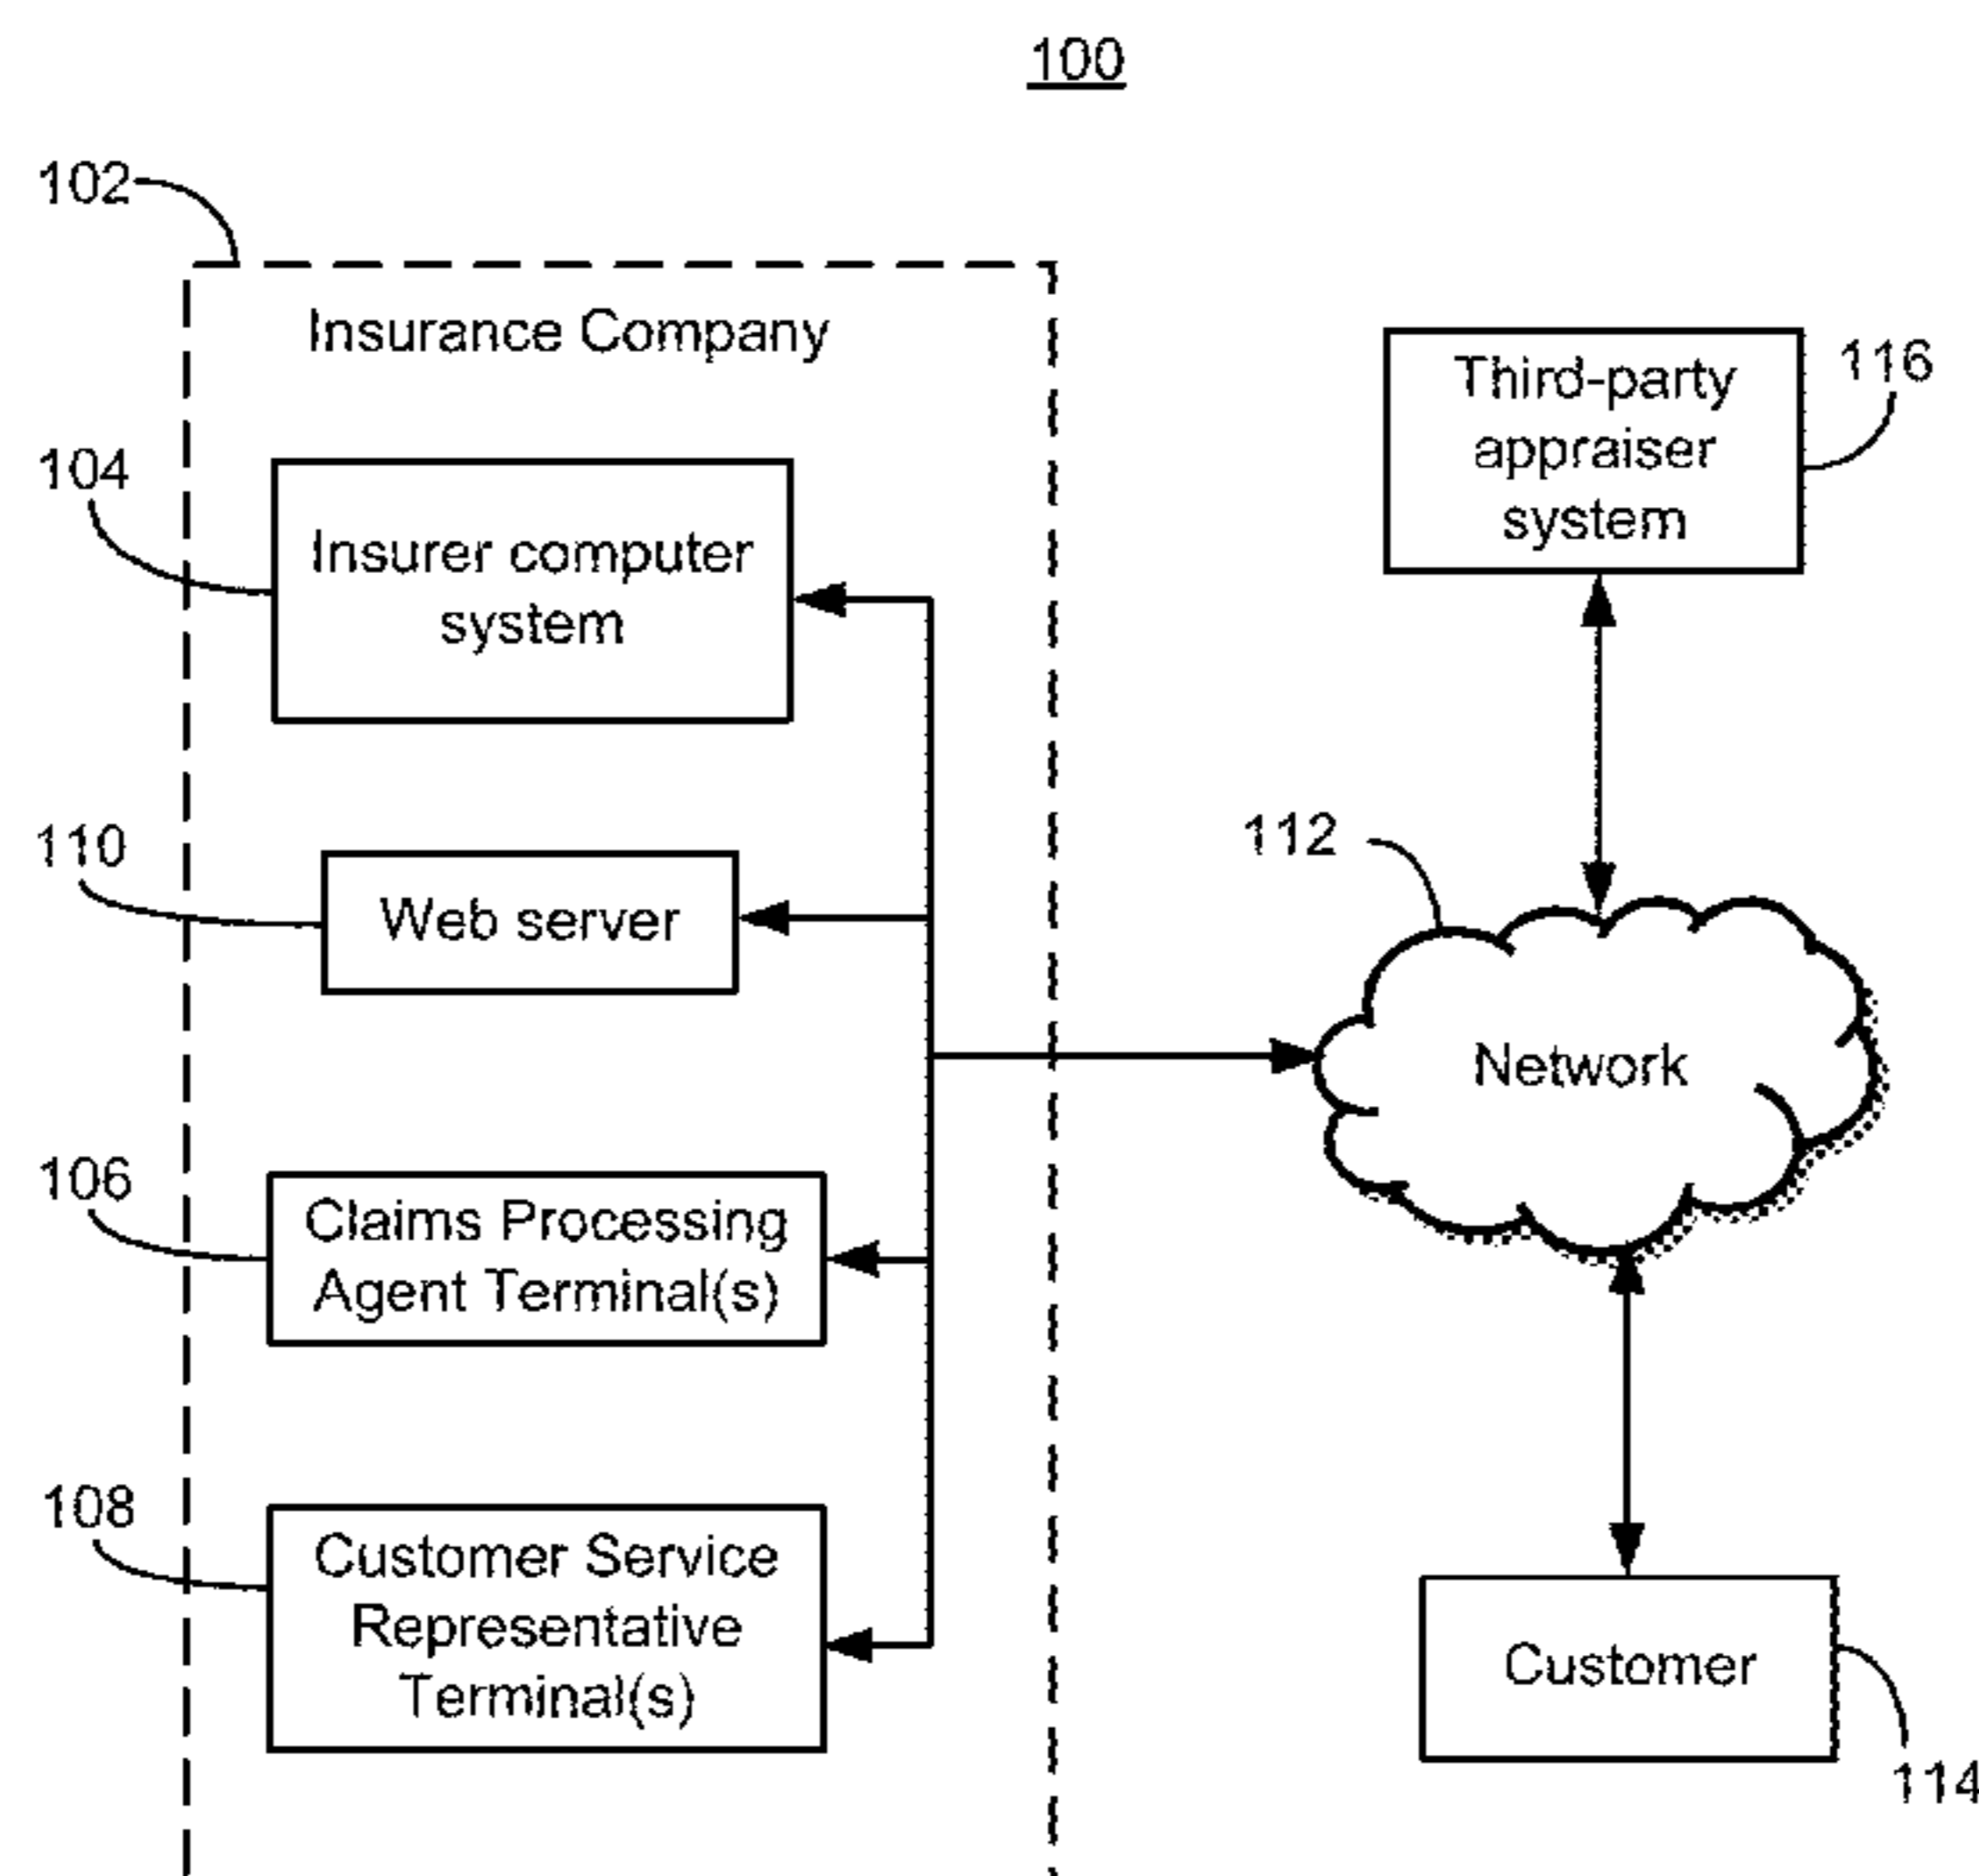 100
102
Insurance Company
104
Insurer computer
system
110
Web server
106
Claims Processing
Agent Terminal(s)
108
Customer Service
Representative
Terminal(s)
Third-party
appraiser
system
116
112
Network
Customer
114